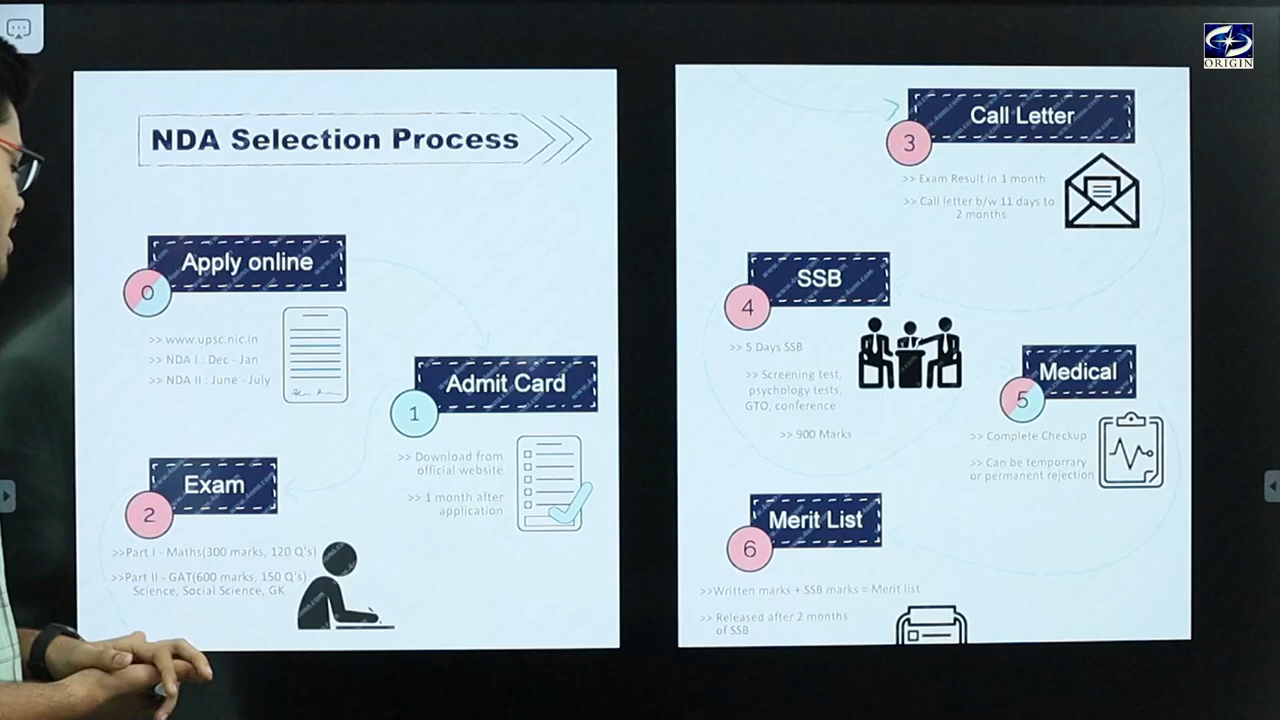 ORIGIN
NDA Selection Process
0
Apply online
>> www.upsc.nic.in
>> NDA I : Dec - Jan
>> NDA II : June - July
1
Admit Card
>> Download from
official website
>> 1 month after
application
2
Exam
>>Part I - Maths(300 marks, 120 Q's)
>>Part II - GAT(600 marks, 150 Q's)
Science, Social Science, GK
3
Call Letter
>> Exam Result in 1 month
>> Call letter b/w 11 days to
2 months
4
SSB
>> 5 Days SSB
>> Screening test,
psychology tests,
GTO, conference
>> 900 Marks
5
Medical
>> Complete Checkup
>> Can be temporrary
or permanent rejection
6
Merit List
>>Written marks + SSB marks = Merit list
>> Released after 2 months
of SSB